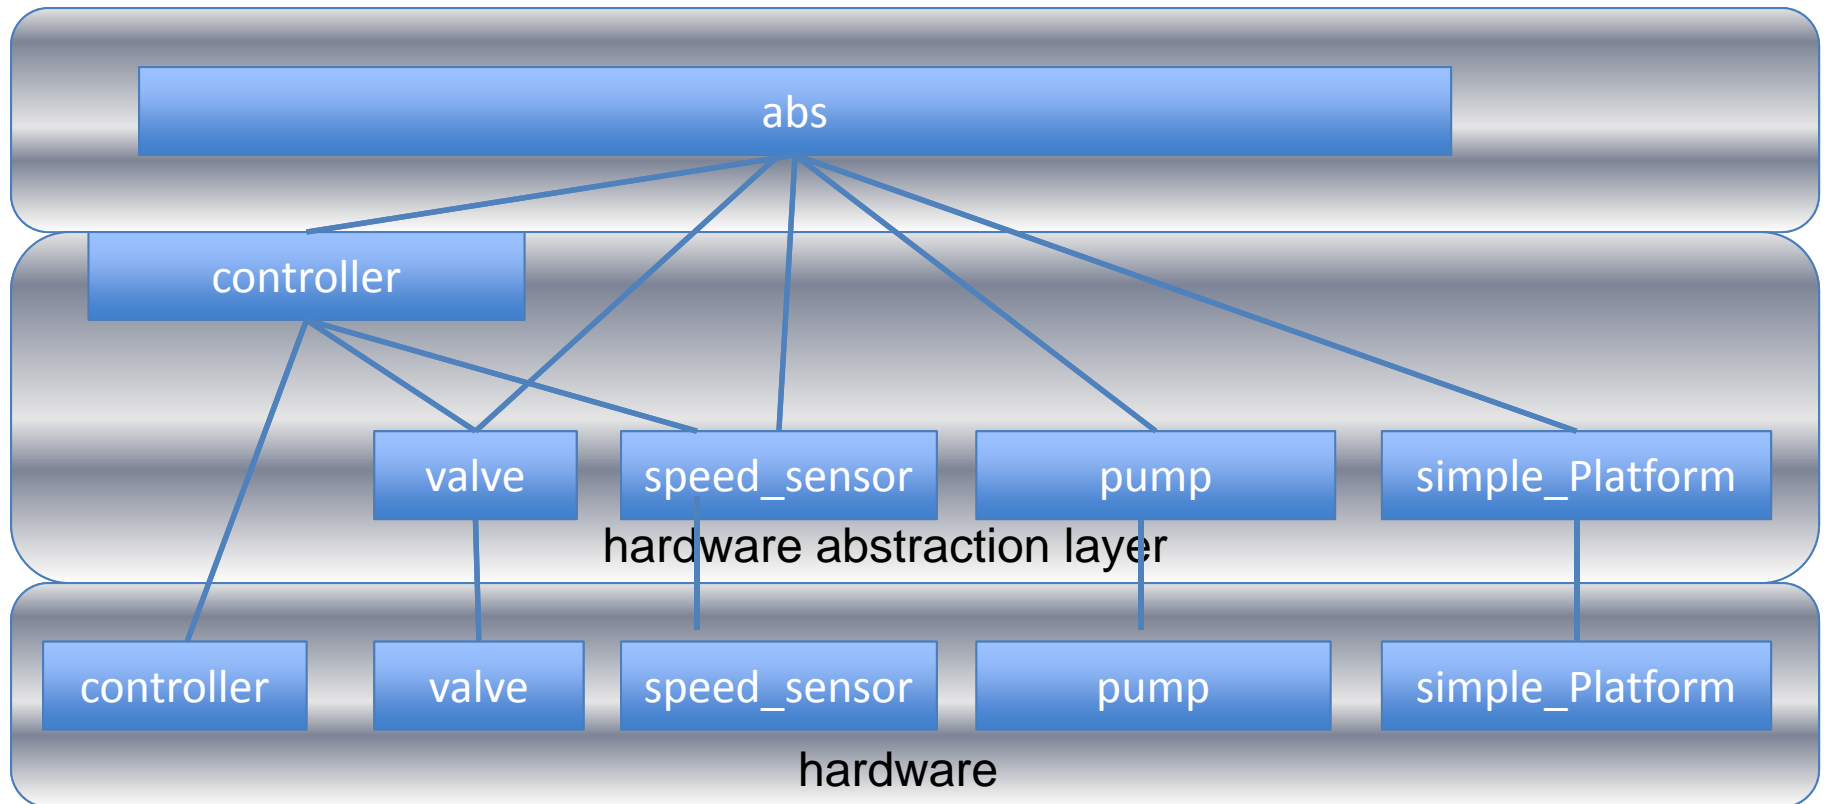 abs
controller
valve
speed_sensor
pump
simple_Platform
hardware abstraction layer
controller
valve
speed_sensor
pump
simple_Platform
hardware